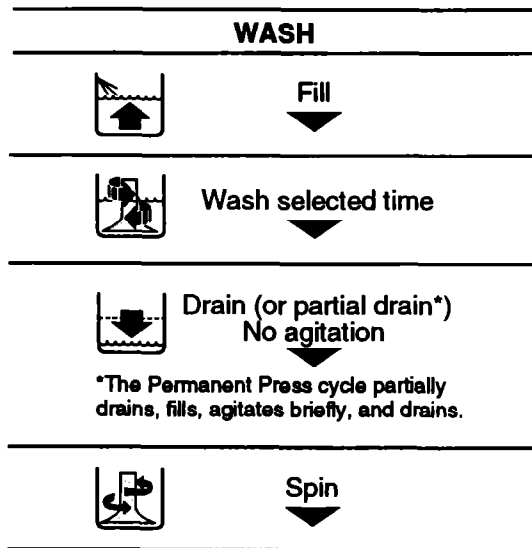 WASH
Fill
Wash selected time
Drain (or partial drain*)
No agitation
*The Permanent Press cycle partially
drains, fills, agitates briefly, and drains.
Spin